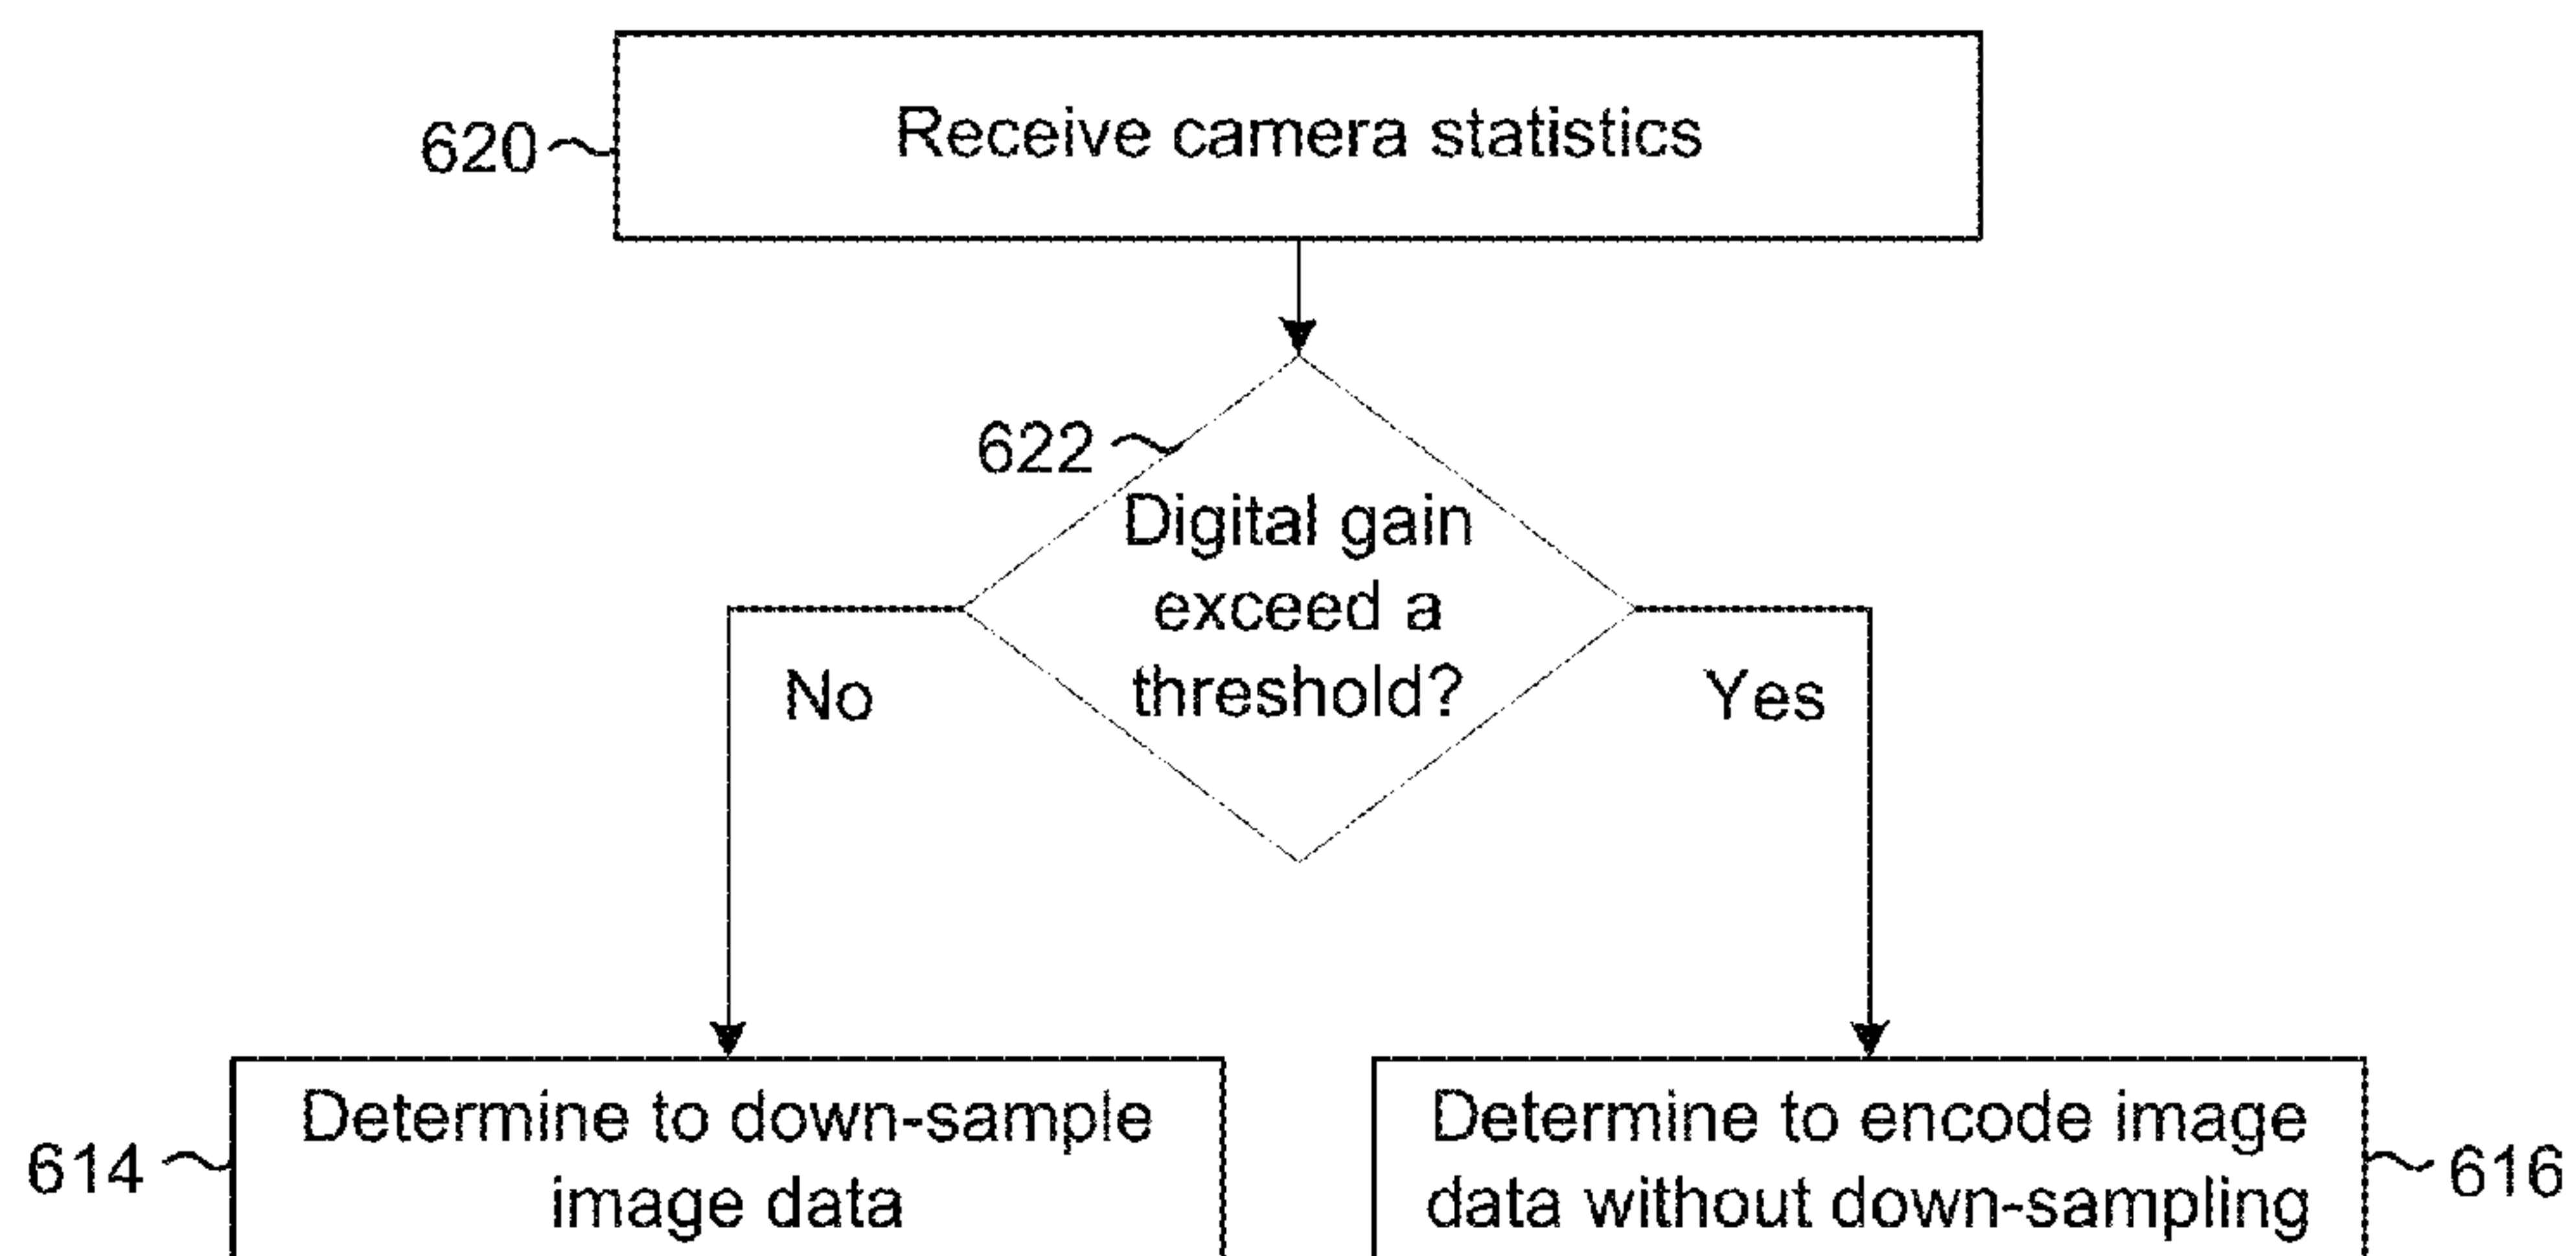 Receive camera statistics
620
622
Digital gain
exceed a
threshold?
No
Yes
614
Determine to down-sample
image data
Determine to encode image
data without down-sampling
616